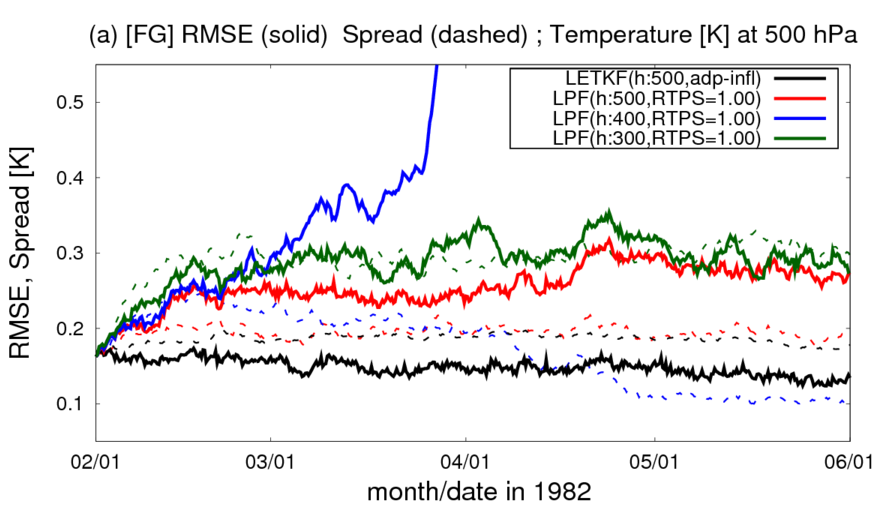 (a) [FG] RMSE (solid)  Spread (dashed) ; Temperature [K] at 500 hPa
LETKF(h:500,adp-infl)
LPF(h:500,RTPS=1.00)
LPF(h:400,RTPS=1.00)
LPF(h:300,RTPS=1.00)
RMSE, Spread [K]
0.5
0.4
0.3
0.2
0.1
02/01 03/01 04/01 05/01 06/01
month/date in 1982